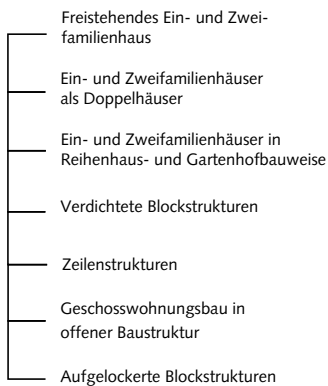 Freistehendes Ein- und Zwei-
familienhaus
Ein- und Zweifamilienhäuser
als Doppelhäuser
Ein- und Zweifamilienhäuser in
Reihenhaus- und Gartenhofbauweise
Verdichtete Blockstrukturen
Zeilenstrukturen
Geschosswohnungsbau in
offener Baustruktur
Aufgelockerte Blockstrukturen